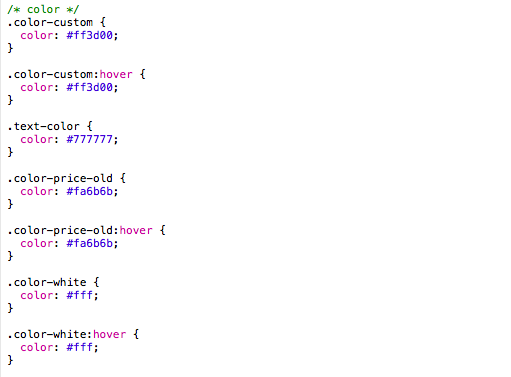 /* color */
.color-custom {
  color: #ff3d00;
}

.color-custom:hover {
  color: #ff3d00;
}

.text-color {
  color: #777777;
}

.color-price-old {
  color: #fa6b6b;
}

.color-price-old:hover {
  color: #fa6b6b;
}

.color-white {
  color: #fff;
}

.color-white:hover {
  color: #fff;
}